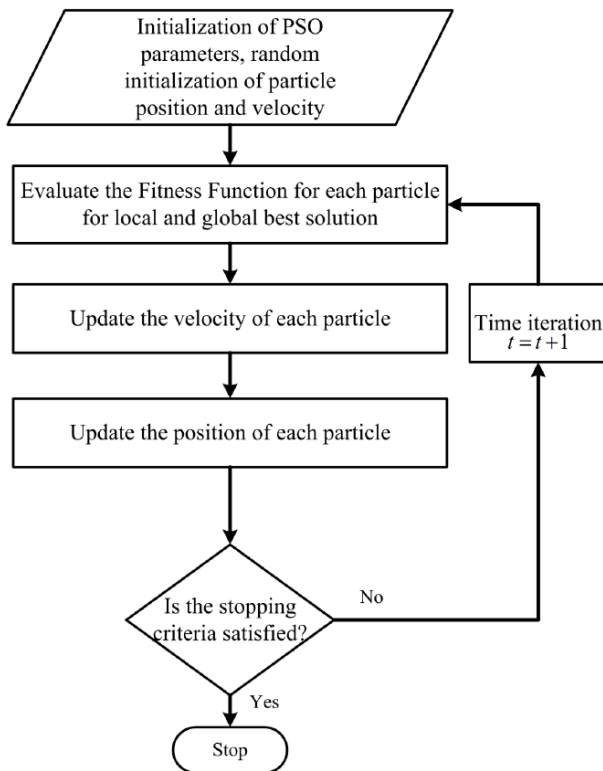 Initialization of PSO
parameters, random
initialization of particle
position and velocity
Evaluate the Fitness Function for each particle
for local and global best solution
Update the velocity of each particle
Time iteration
t = t+1
Update the position of each particle
Is the stopping
criteria satisfied?
No
Yes
Stop